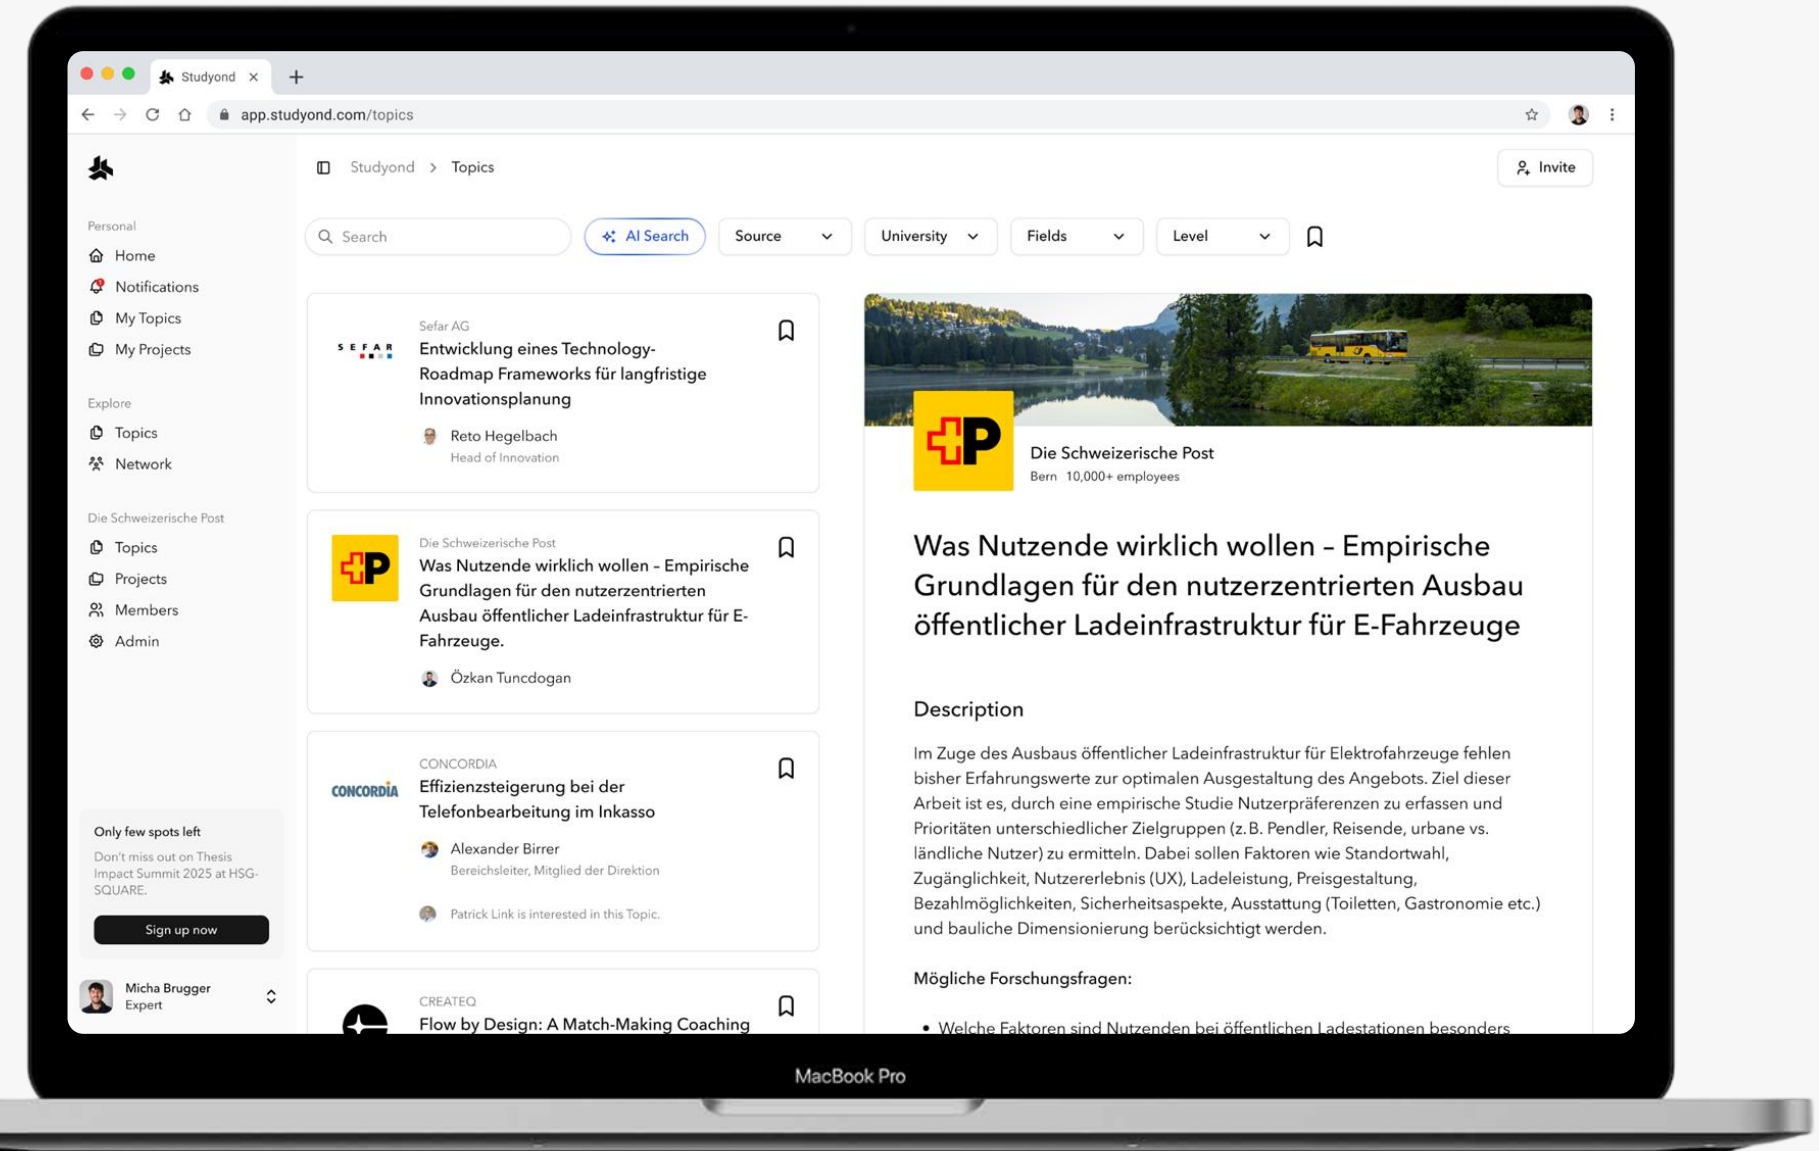 Studyond
app.studyond.com/topics
Studyond > Topics
Invite
Personal
Home
Notifications
My Topics
My Projects
Explore
Topics
Network
Die Schweizerische Post
Topics
Projects
Members
Admin
Only few spots left
Don't miss out on Thesis
Impact Summit 2025 at HSG-
SQUARE.
Sign up now
Micha Brugger
Expert
Search
AI Search
Source
University
Fields
Level
SEFAR
Sefar AG
Entwicklung eines Technology-
Roadmap Frameworks für langfristige
Innovationsplanung
Reto Hegelbach
Head of Innovation
P
Die Schweizerische Post
Was Nutzende wirklich wollen – Empirische
Grundlagen für den nutzerzentrierten
Ausbau öffentlicher Ladeinfrastruktur für E-
Fahrzeuge.
Özkan Tuncdogan
CONCORDIA
CONCORDIA
Effizienzsteigerung bei der
Telefonbearbeitung im Inkasso
Alexander Birrer
Bereichsleiter, Mitglied der Direktion
Patrick Link is interested in this Topic.
CREATEQ
Flow by Design: A Match-Making Coaching
P
Die Schweizerische Post
Bern 10,000+ employees
Was Nutzende wirklich wollen – Empirische
Grundlagen für den nutzerzentrierten Ausbau
öffentlicher Ladeinfrastruktur für E-Fahrzeuge
Description
Im Zuge des Ausbaus öffentlicher Ladeinfrastruktur für Elektrofahrzeuge fehlen
bisher Erfahrungswerte zur optimalen Ausgestaltung des Angebots. Ziel dieser
Arbeit ist es, durch eine empirische Studie Nutzerpräferenzen zu erfassen und
Prioritäten unterschiedlicher Zielgruppen (z. B. Pendler, Reisende, urbane vs.
ländliche Nutzer) zu ermitteln. Dabei sollen Faktoren wie Standortwahl,
Zugänglichkeit, Nutzererlebnis (UX), Ladeleistung, Preisgestaltung,
Bezahlmöglichkeiten, Sicherheitsaspekte, Ausstattung (Toiletten, Gastronomie etc.)
und bauliche Dimensionierung berücksichtigt werden.
Mögliche Forschungsfragen:
• Welche Faktoren sind Nutzenden bei öffentlichen Ladestationen besonders
MacBook Pro